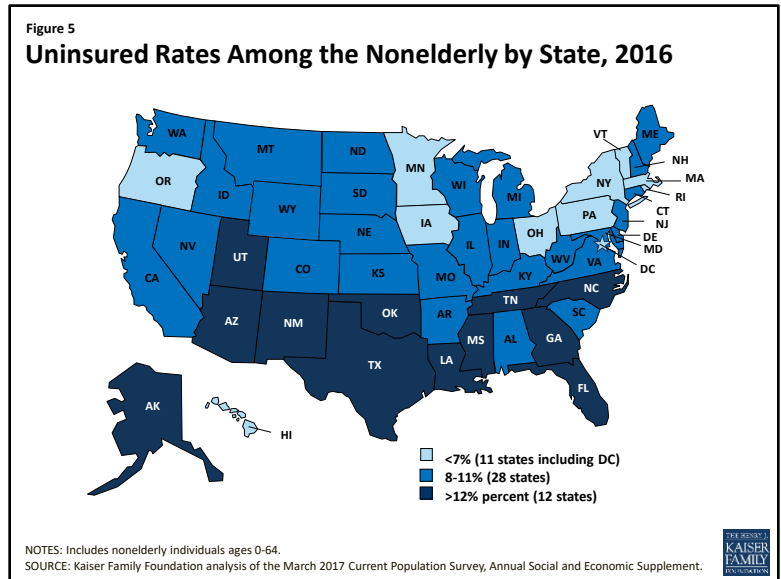 Figure 5
Uninsured Rates Among the Nonelderly by State, 2016
WA
MT
ND
MN
VT
ME
OR
ID
SD
WI
MI
NY
NH
MA
WY
IA
PA
RI
CT
NJ
NE
OH
DE
MD
NV
UT
CO
IL
IN
WV
VA
DC
CA
KS
MO
KY
NC
AZ
NM
OK
AR
TN
SC
TX
LA
MS
AL
GA
FL
AK
HI
<7% (11 states including DC)
8-11% (28 states)
>12% percent (12 states)
NOTES: Includes nonelderly individuals ages 0-64.
SOURCE: Kaiser Family Foundation analysis of the March 2017 Current Population Survey, Annual Social and Economic Supplement.
THE HENRY J.
KAISER
FAMILY
FOUNDATION